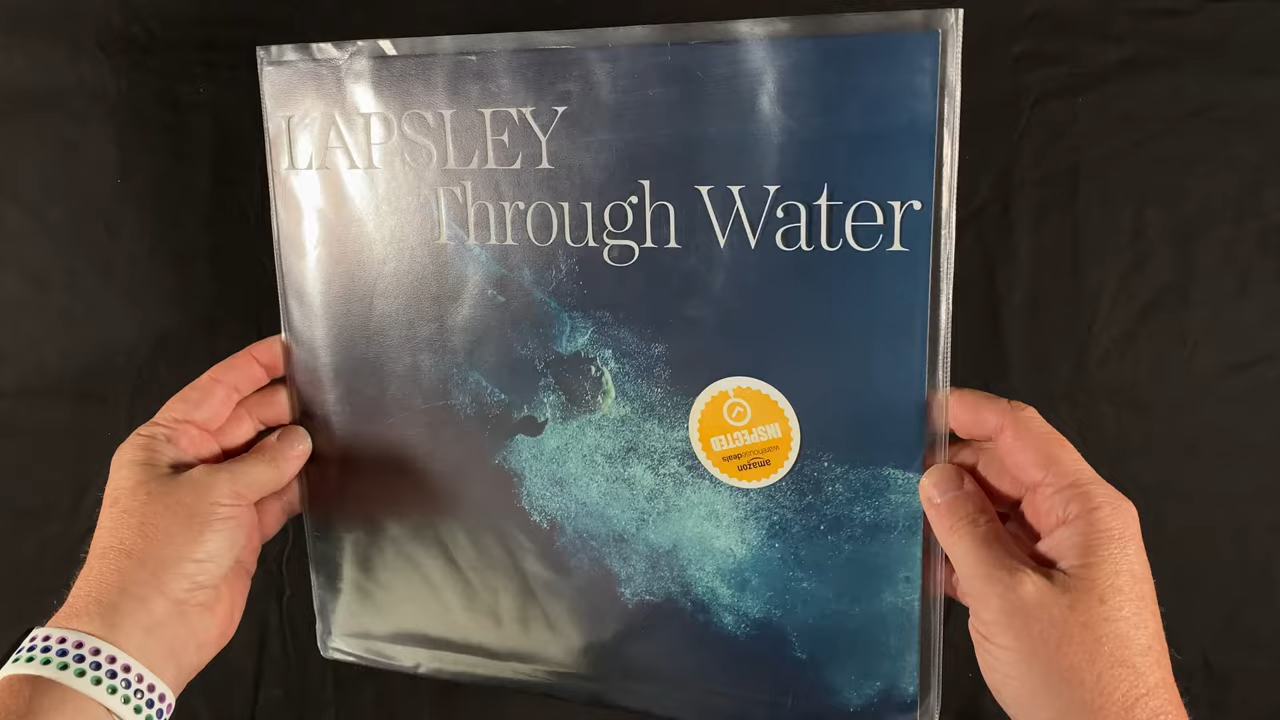 LAPSLEY
Through Water
amazon
warehousedeals
INSPECTED